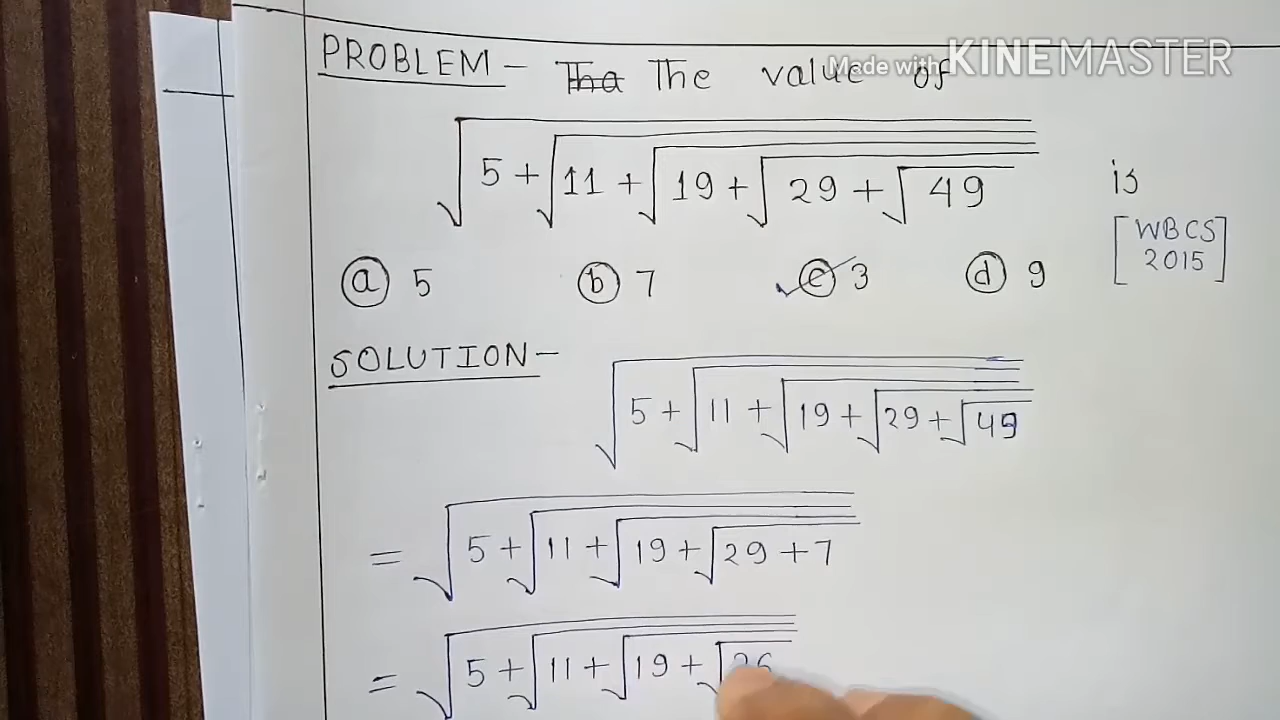 PROBLEM - Tha The value of
Made with KINEMASTER
√(5 + √(11 + √(19 + √(29 + √49)))) is
[WBCS 2015]
ⓐ 5 ⓑ 7 ✓ⓒ 3 ⓓ 9
SOLUTION - √(5 + √(11 + √(19 + √(29 + √49))))
= √(5 + √(11 + √(19 + √(29 + 7))))
= √(5 + √(11 + √(19 + √36)))